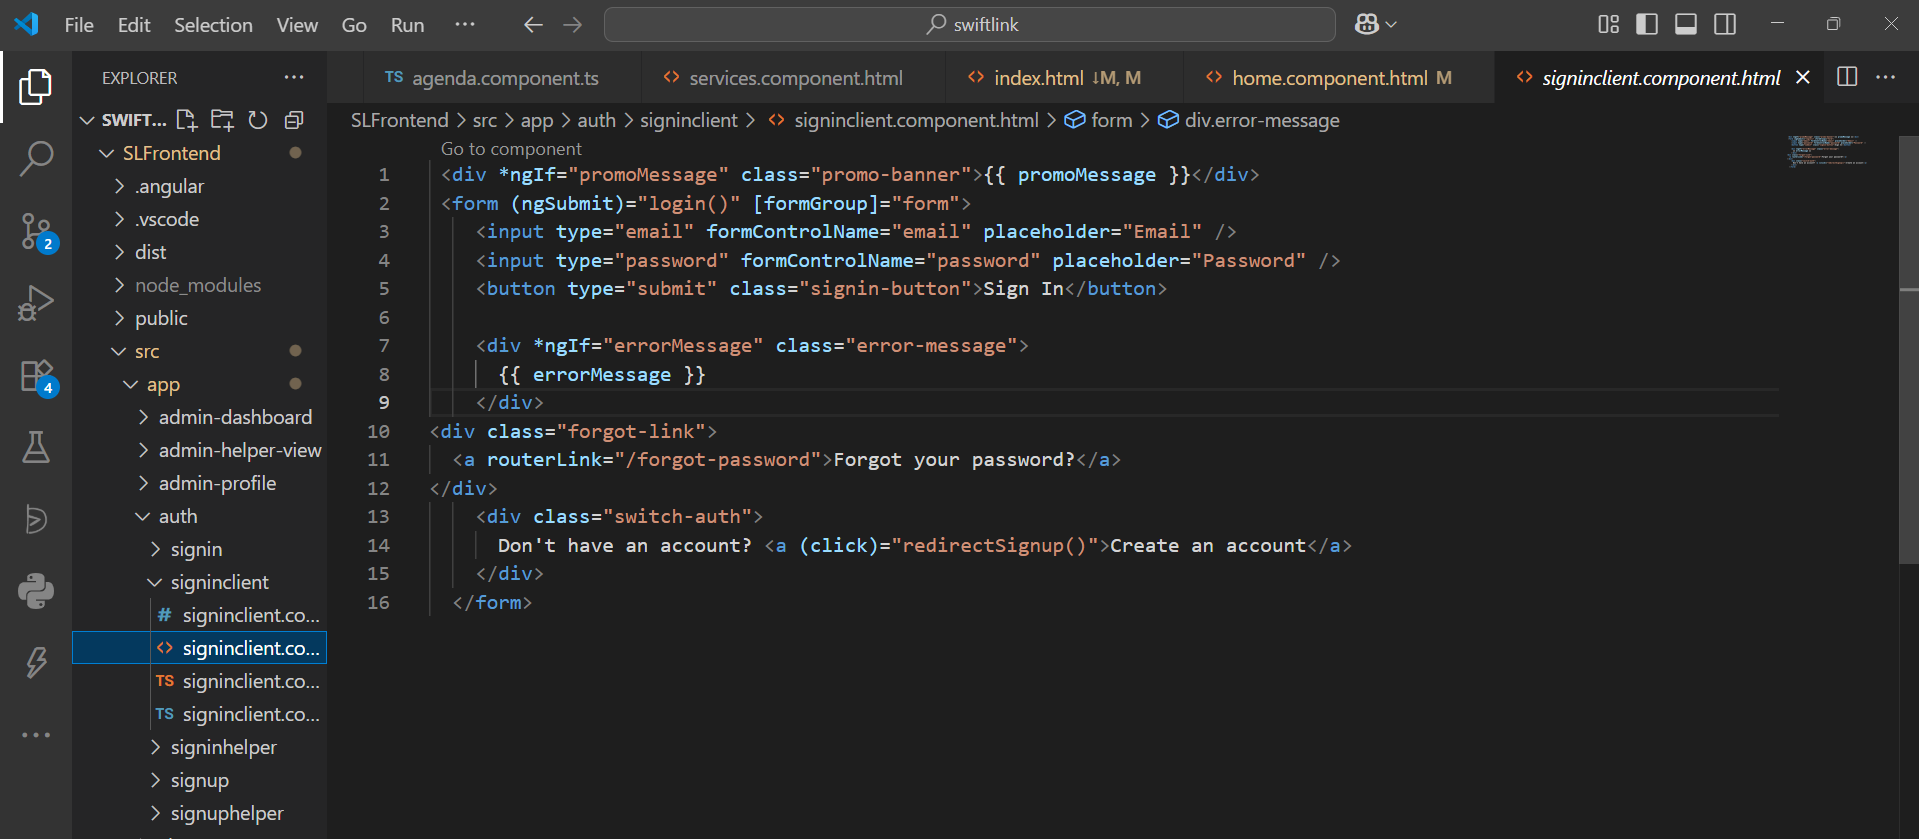 File Edit Selection View Go Run ··· swiftlink
EXPLORER ···
SWIFT...
SLFrontend
.angular
.vscode
dist
node_modules
public
src
app
admin-dashboard
admin-helper-view
admin-profile
auth
signin
signinclient
# signinclient.co...
<> signinclient.co...
TS signinclient.co...
TS signinclient.co...
signinhelper
signup
signuphelper
2
4
TS agenda.component.ts <> services.component.html <> index.html ↓M, M <> home.component.html M <> signinclient.component.html
SLFrontend > src > app > auth > signinclient > <> signinclient.component.html > form > div.error-message
Go to component
1 <div *ngIf="promoMessage" class="promo-banner">{{ promoMessage }}</div>
2 <form (ngSubmit)="login()" [formGroup]="form">
3 <input type="email" formControlName="email" placeholder="Email" />
4 <input type="password" formControlName="password" placeholder="Password" />
5 <button type="submit" class="signin-button">Sign In</button>
6
7 <div *ngIf="errorMessage" class="error-message">
8 {{ errorMessage }}
9 </div>
10 <div class="forgot-link">
11 <a routerLink="/forgot-password">Forgot your password?</a>
12 </div>
13 <div class="switch-auth">
14 Don't have an account? <a (click)="redirectSignup()">Create an account</a>
15 </div>
16 </form>